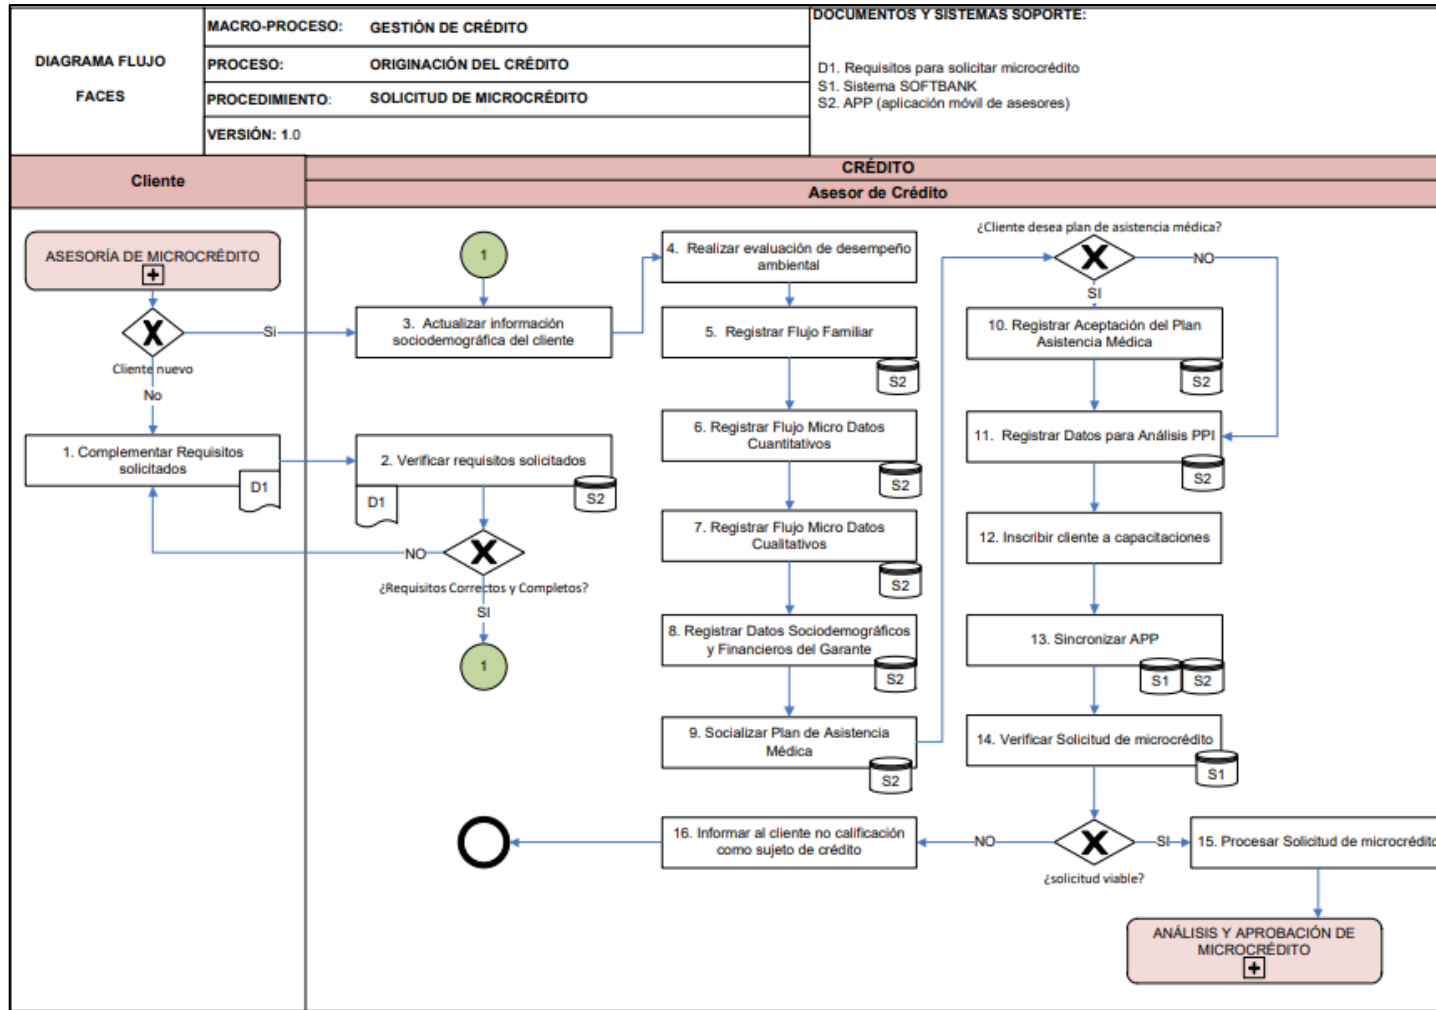 DIAGRAMA FLUJO
FACES
MACRO-PROCESO: GESTIÓN DE CRÉDITO
PROCESO: ORIGINACIÓN DEL CRÉDITO
PROCEDIMIENTO: SOLICITUD DE MICROCRÉDITO
VERSIÓN: 1.0
DOCUMENTOS Y SISTEMAS SOPORTE:
D1. Requisitos para solicitar microcrédito
S1. Sistema SOFTBANK
S2. APP (aplicación móvil de asesores)
Cliente
CRÉDITO
Asesor de Crédito
ASESORÍA DE MICROCRÉDITO
Cliente nuevo
Si
No
1. Complementar Requisitos
solicitados
D1
2. Verificar requisitos solicitados
D1
S2
¿Requisitos Correctos y Completos?
NO
SI
1
1
3. Actualizar información
sociodemográfica del cliente
4. Realizar evaluación de desempeño
ambiental
5. Registrar Flujo Familiar
S2
6. Registrar Flujo Micro Datos
Cuantitativos
S2
7. Registrar Flujo Micro Datos
Cualitativos
S2
8. Registrar Datos Sociodemográficos
y Financieros del Garante
S2
9. Socializar Plan de Asistencia
Médica
S2
¿Cliente desea plan de asistencia médica?
NO
SI
10. Registrar Aceptación del Plan
Asistencia Médica
S2
11. Registrar Datos para Análisis PPI
S2
12. Inscribir cliente a capacitaciones
13. Sincronizar APP
S1
S2
14. Verificar Solicitud de microcrédito
S1
¿solicitud viable?
NO
SI
16. Informar al cliente no calificación
como sujeto de crédito
15. Procesar Solicitud de microcrédito
ANÁLISIS Y APROBACIÓN DE
MICROCRÉDITO